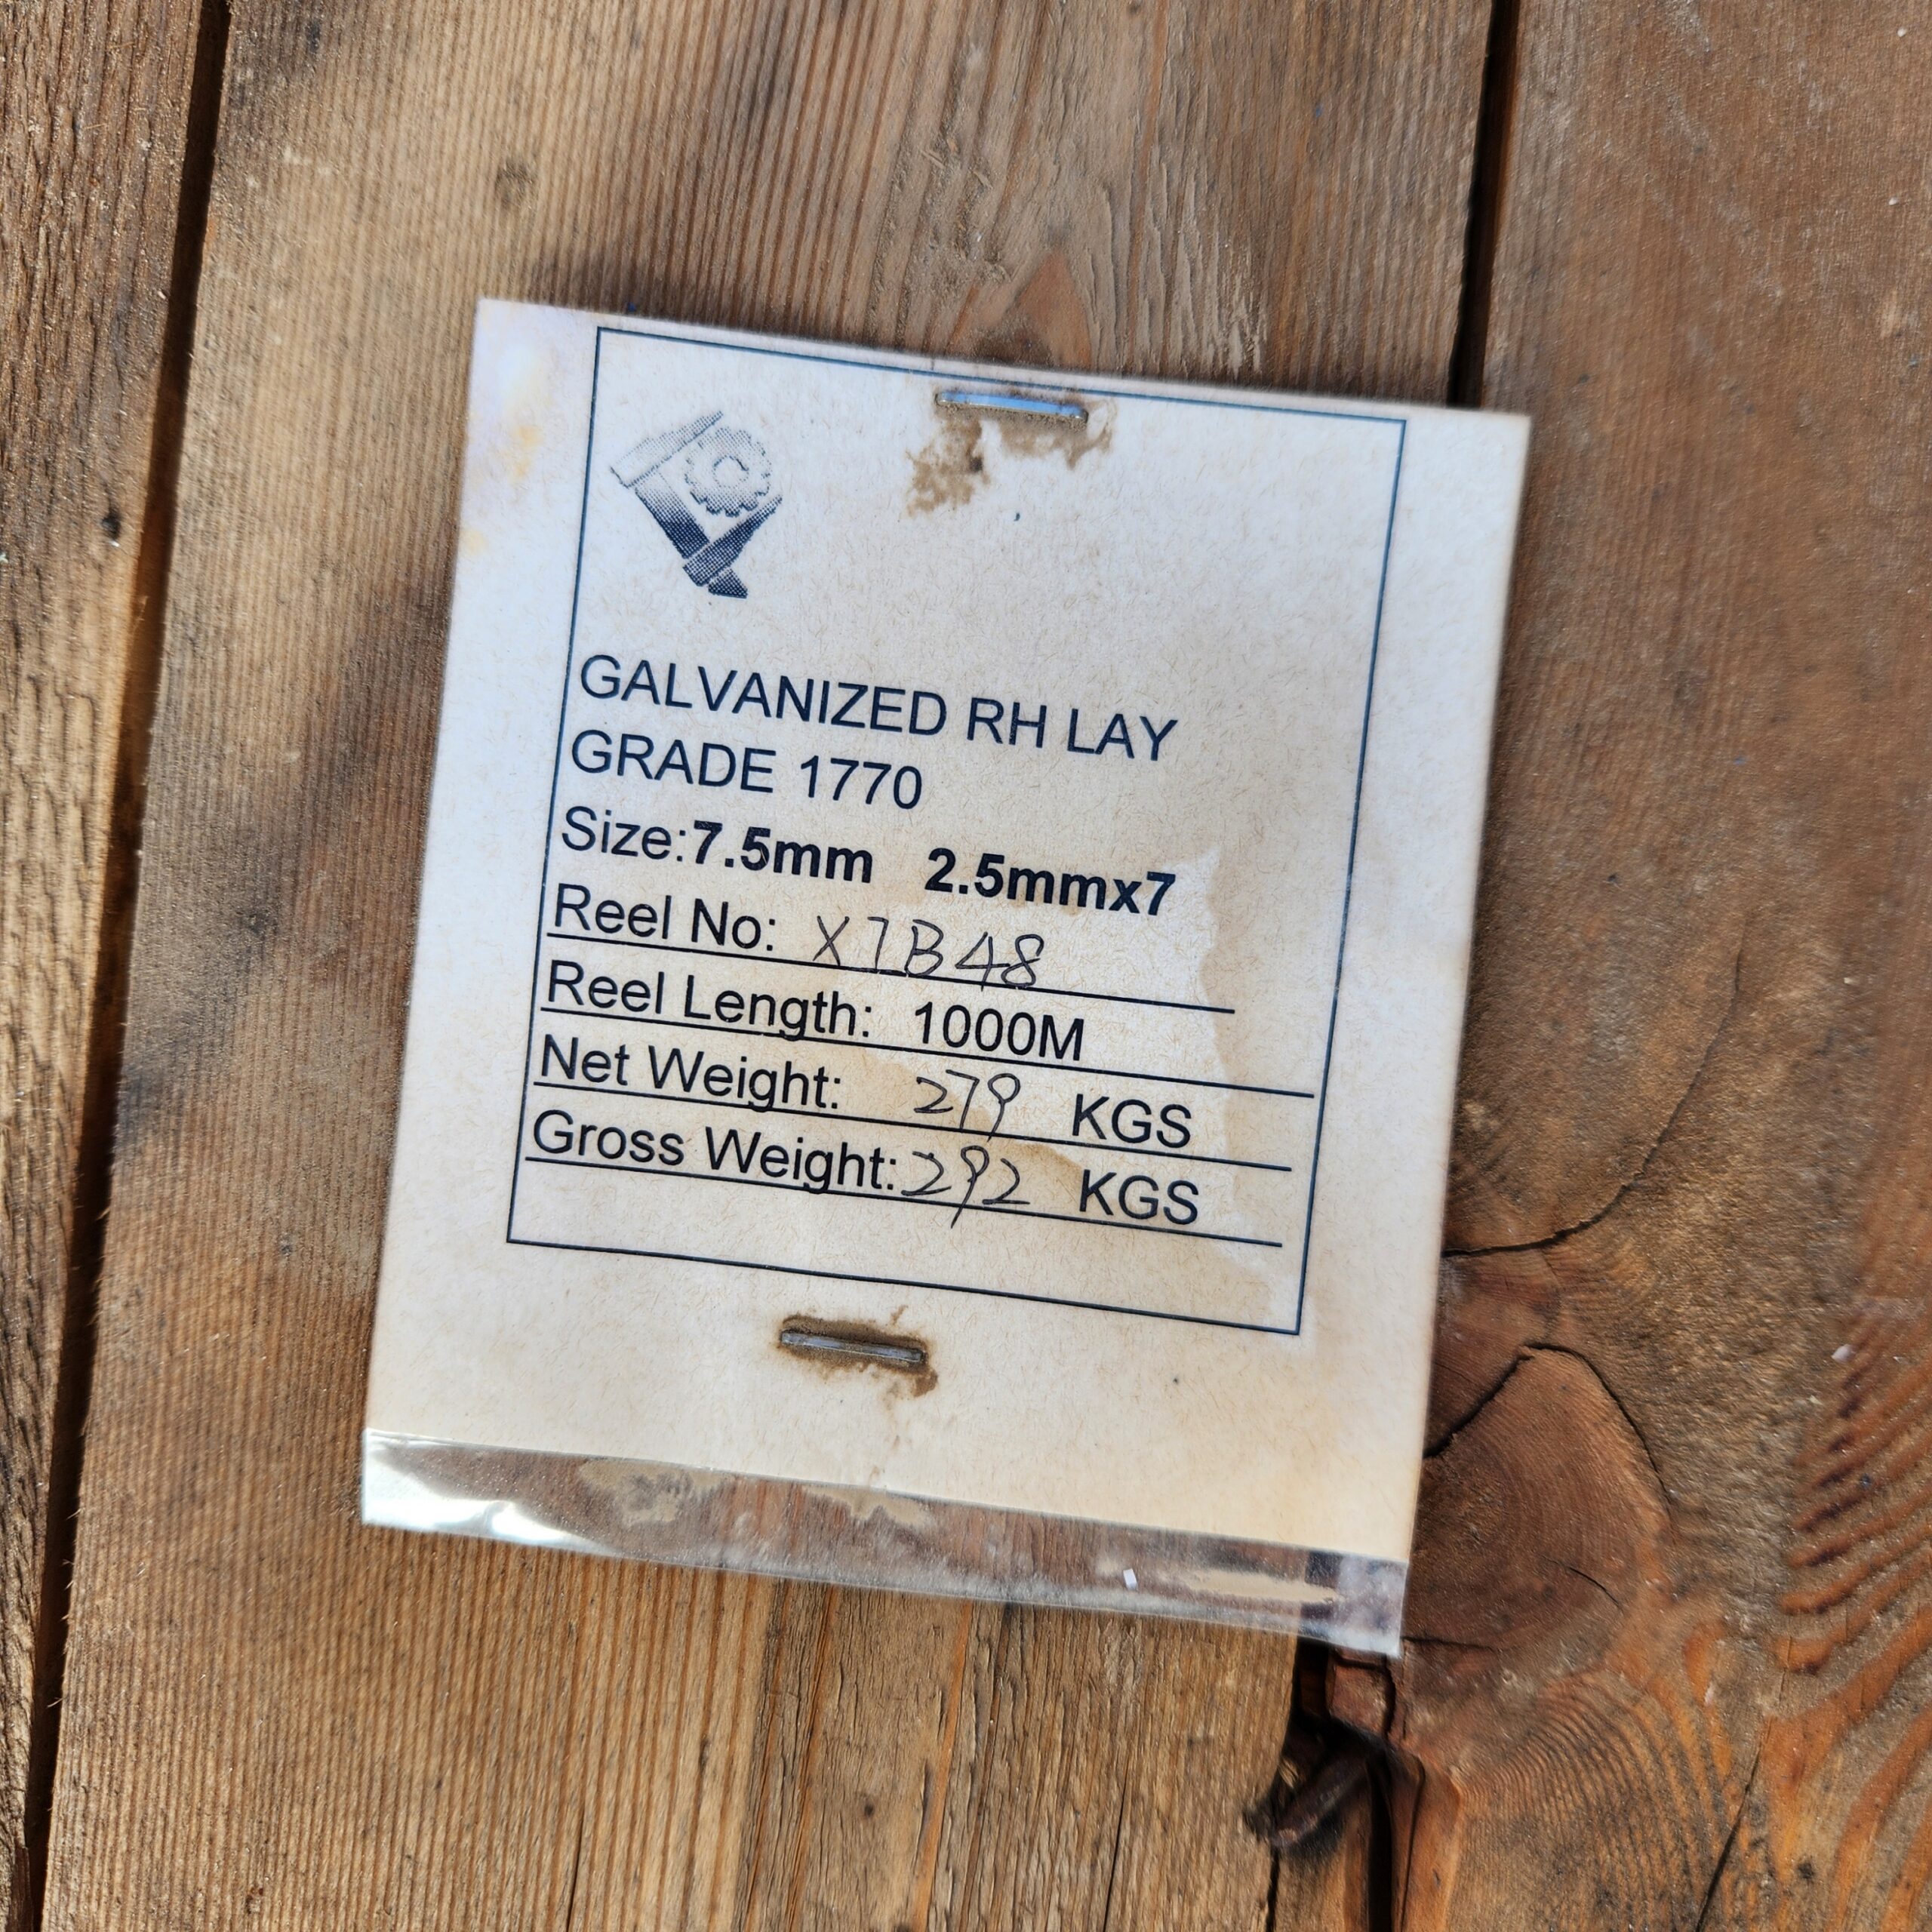 GALVANIZED RH LAY
GRADE 1770
Size:7.5mm 2.5mmx7
Reel No: X7B48
Reel Length: 1000M
Net Weight: 279 KGS
Gross Weight: 292 KGS